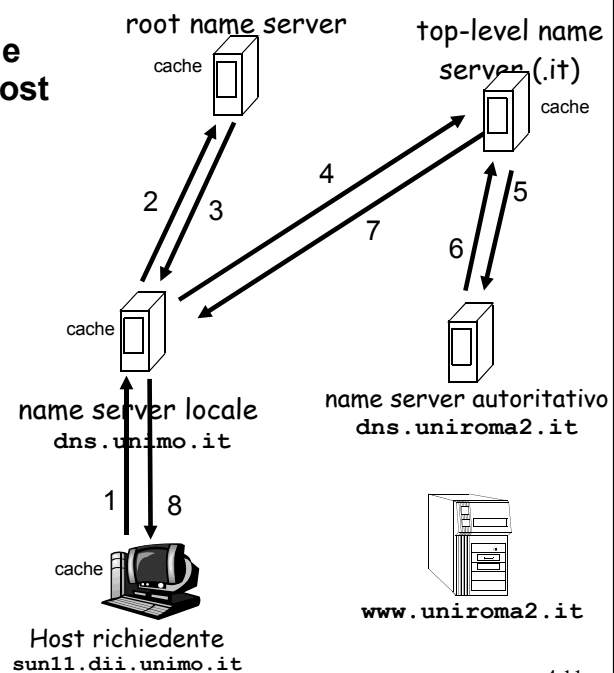 root name server
top-level name
server (.it)
e
ost
cache
cache
2
3
4
7
5
6
cache
name server locale
dns.unimo.it
name server autoritativo
dns.uniroma2.it
1
8
cache
www.uniroma2.it
Host richiedente
sun11.dii.unimo.it